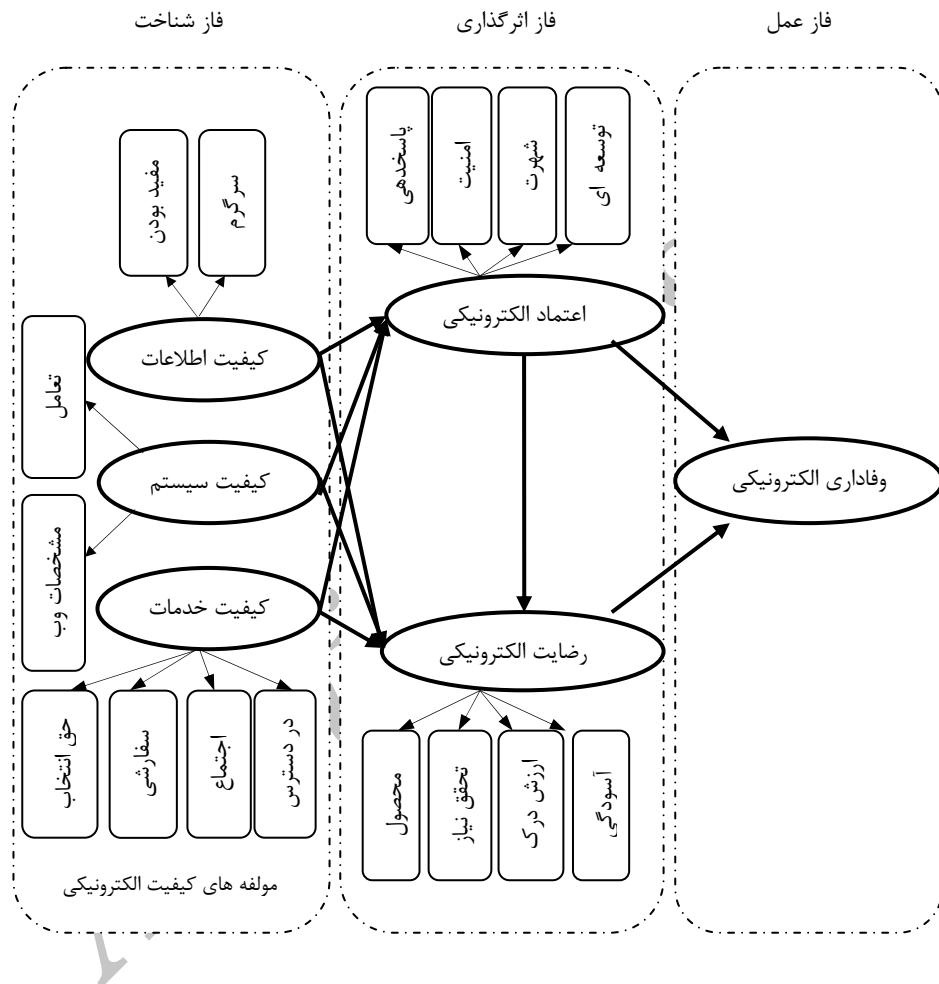 فاز شناخت
فاز اثرگذاری
فاز عمل
مفید بودن
سرگرم
پاسخدهی
امنیت
شهرت
توسعه ای
اعتماد الکترونیکی
کیفیت اطلاعات
تعامل
کیفیت سیستم
وفاداری الکترونیکی
مشخصات وب
کیفیت خدمات
رضایت الکترونیکی
حق انتخاب
سفارشی
اجتماع
در دسترس
محصول
تحقق نیاز
ارزش درک
آسودگی
مولفه های کیفیت الکترونیکی